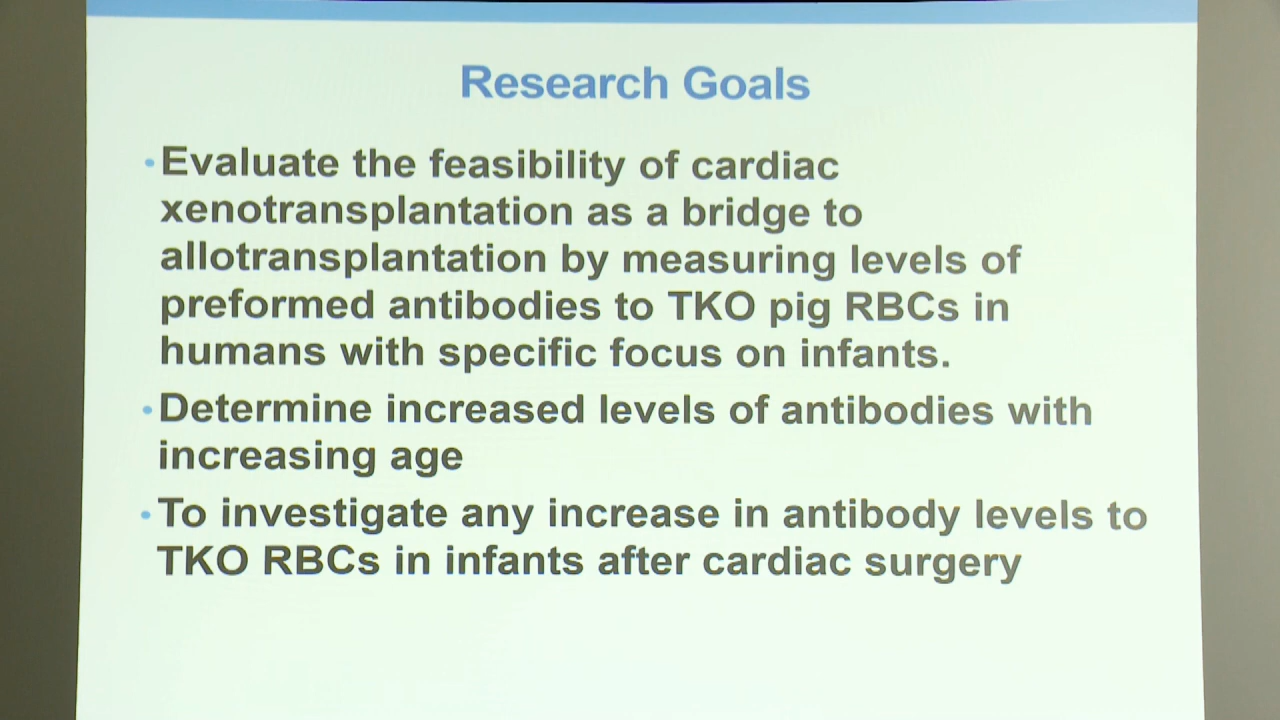 Research Goals
•Evaluate the feasibility of cardiac
xenotransplantation as a bridge to
allotransplantation by measuring levels of
preformed antibodies to TKO pig RBCs in
humans with specific focus on infants.
•Determine increased levels of antibodies with
increasing age
•To investigate any increase in antibody levels to
TKO RBCs in infants after cardiac surgery